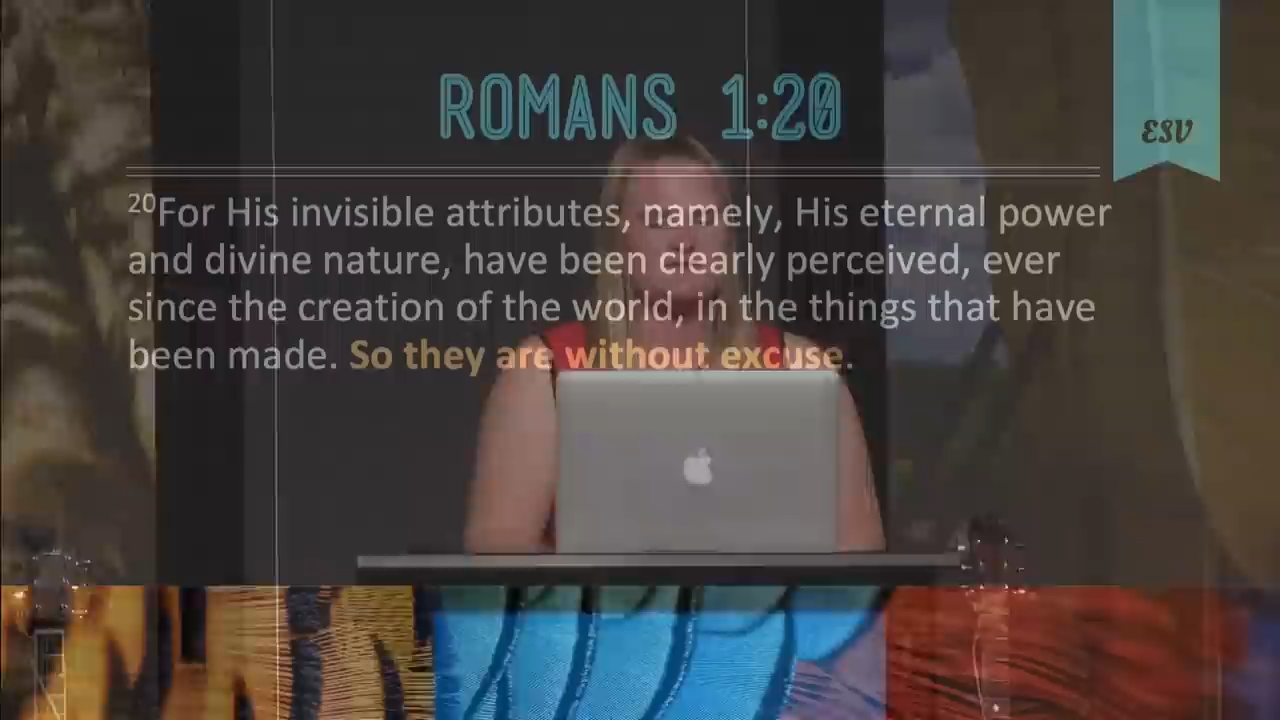 ROMANS 1:20
ESV
20For His invisible attributes, namely, His eternal power
and divine nature, have been clearly perceived, ever
since the creation of the world, in the things that have
been made. So they are without excuse.